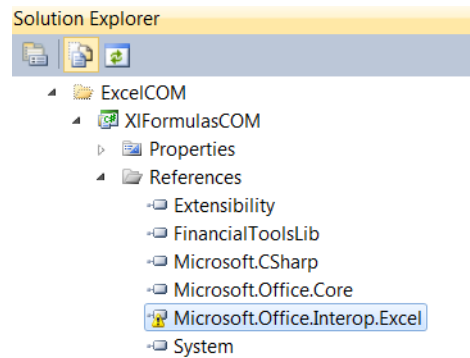 Solution Explorer
ExcelCOM
XlFormulasCOM
Properties
References
Extensibility
FinancialToolsLib
Microsoft.CSharp
Microsoft.Office.Core
Microsoft.Office.Interop.Excel
System